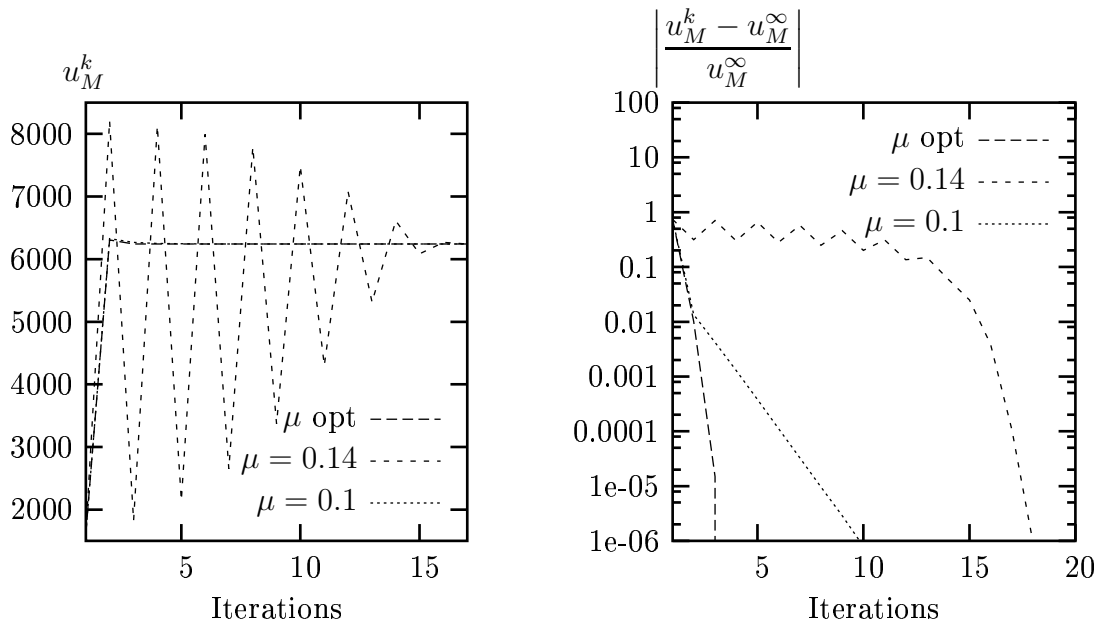 u_M^k
8000
7000
6000
5000
4000
3000
2000
μ opt
μ = 0.14
μ = 0.1
5
10
15
Iterations
|(u_M^k − u_M^∞)/u_M^∞|
100
10
1
0.1
0.01
0.001
0.0001
1e-05
1e-06
μ opt
μ = 0.14
μ = 0.1
5
10
15
20
Iterations